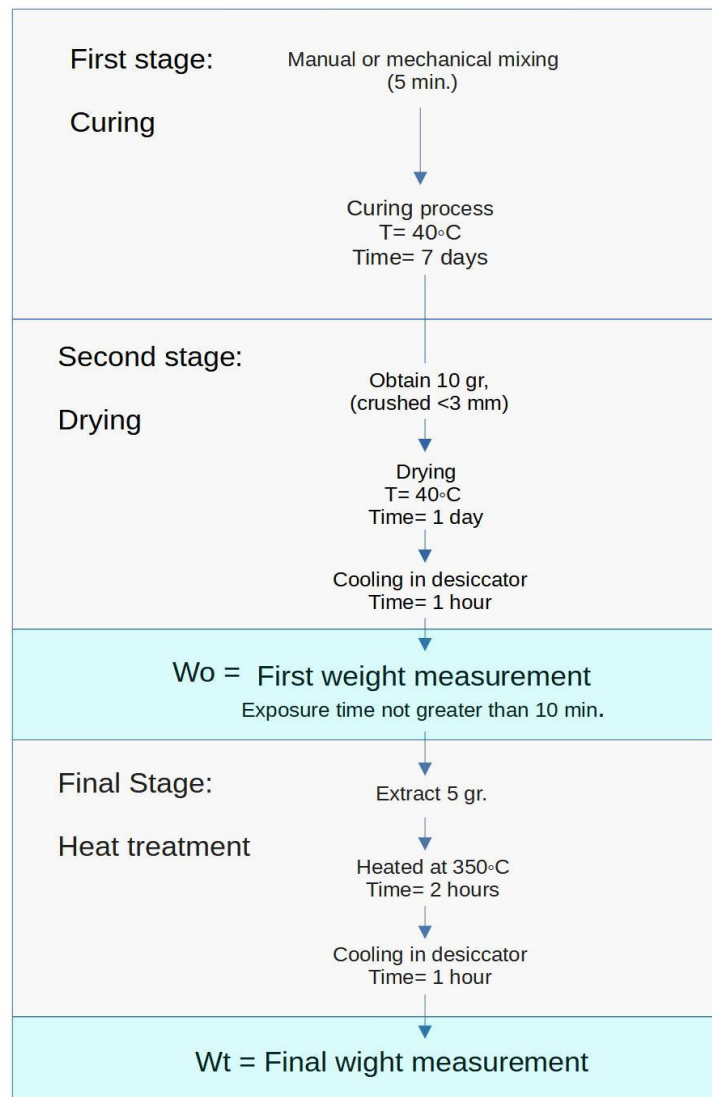 First stage:
Curing
Manual or mechanical mixing
(5 min.)
Curing process
T= 40◦C
Time= 7 days
Second stage:
Drying
Obtain 10 gr,
(crushed <3 mm)
Drying
T= 40◦C
Time= 1 day
Cooling in desiccator
Time= 1 hour
Wo = First weight measurement
Exposure time not greater than 10 min.
Final Stage:
Heat treatment
Extract 5 gr.
Heated at 350◦C
Time= 2 hours
Cooling in desiccator
Time= 1 hour
Wt = Final wight measurement